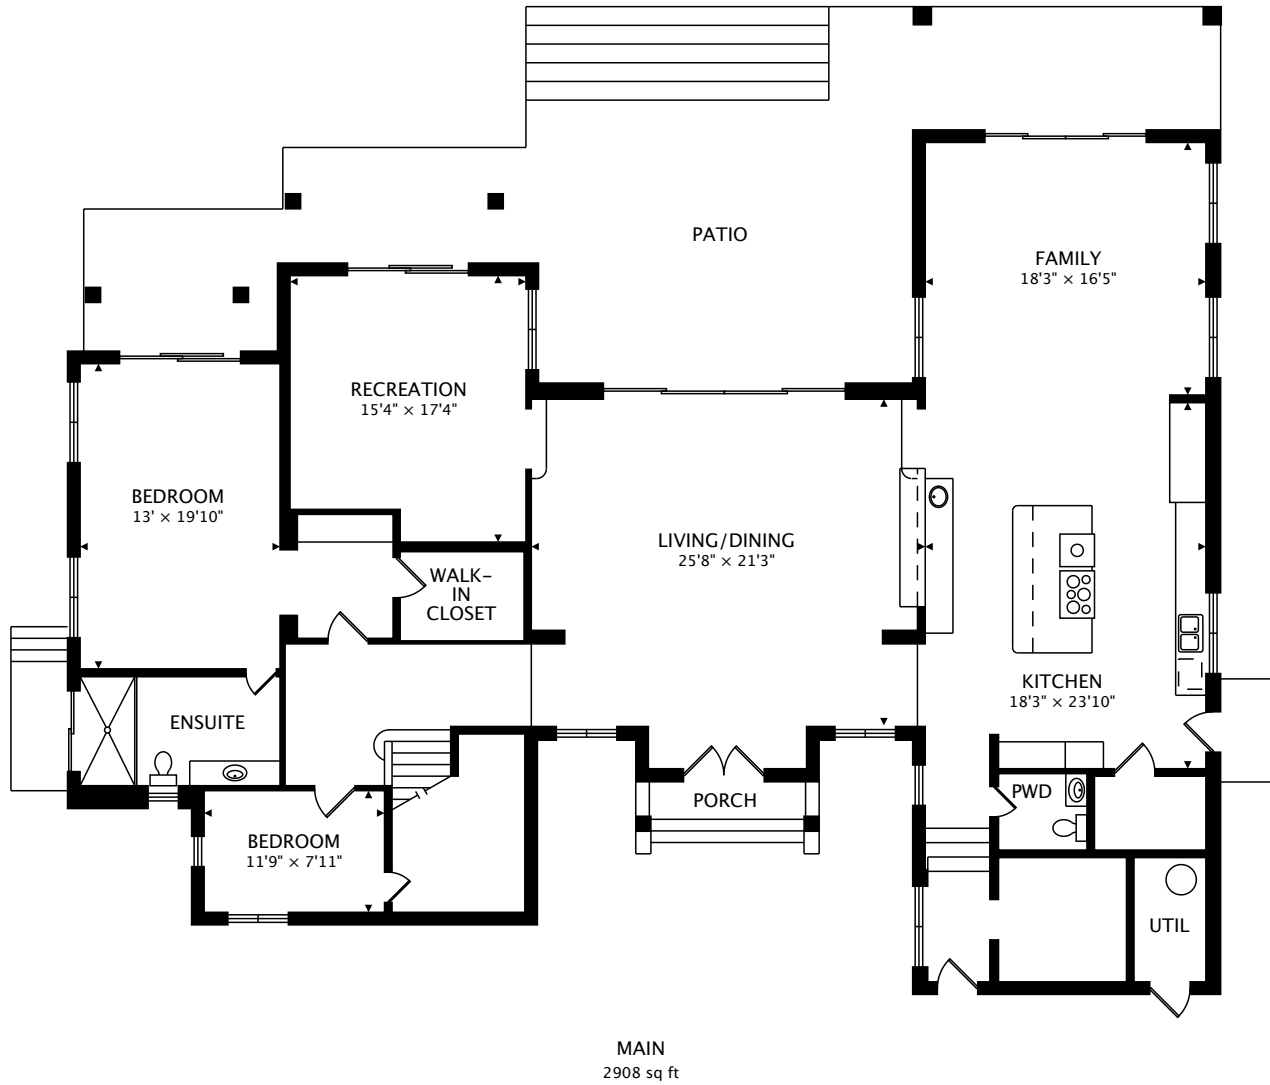 PATIO
FAMILY
18'3" × 16'5"
RECREATION
15'4" × 17'4"
BEDROOM
13' × 19'10"
LIVING/DINING
25'8" × 21'3"
WALK-
IN
CLOSET
KITCHEN
18'3" × 23'10"
ENSUITE
PORCH
PWD
BEDROOM
11'9" × 7'11"
UTIL
MAIN
2908 sq ft